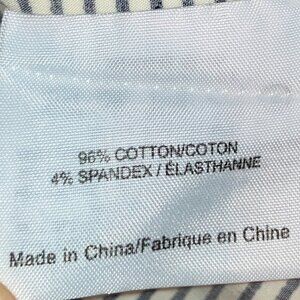 96% COTTON/COTON
4% SPANDEX / ÉLASTHANNE
Made in China/Fabrique en Chine